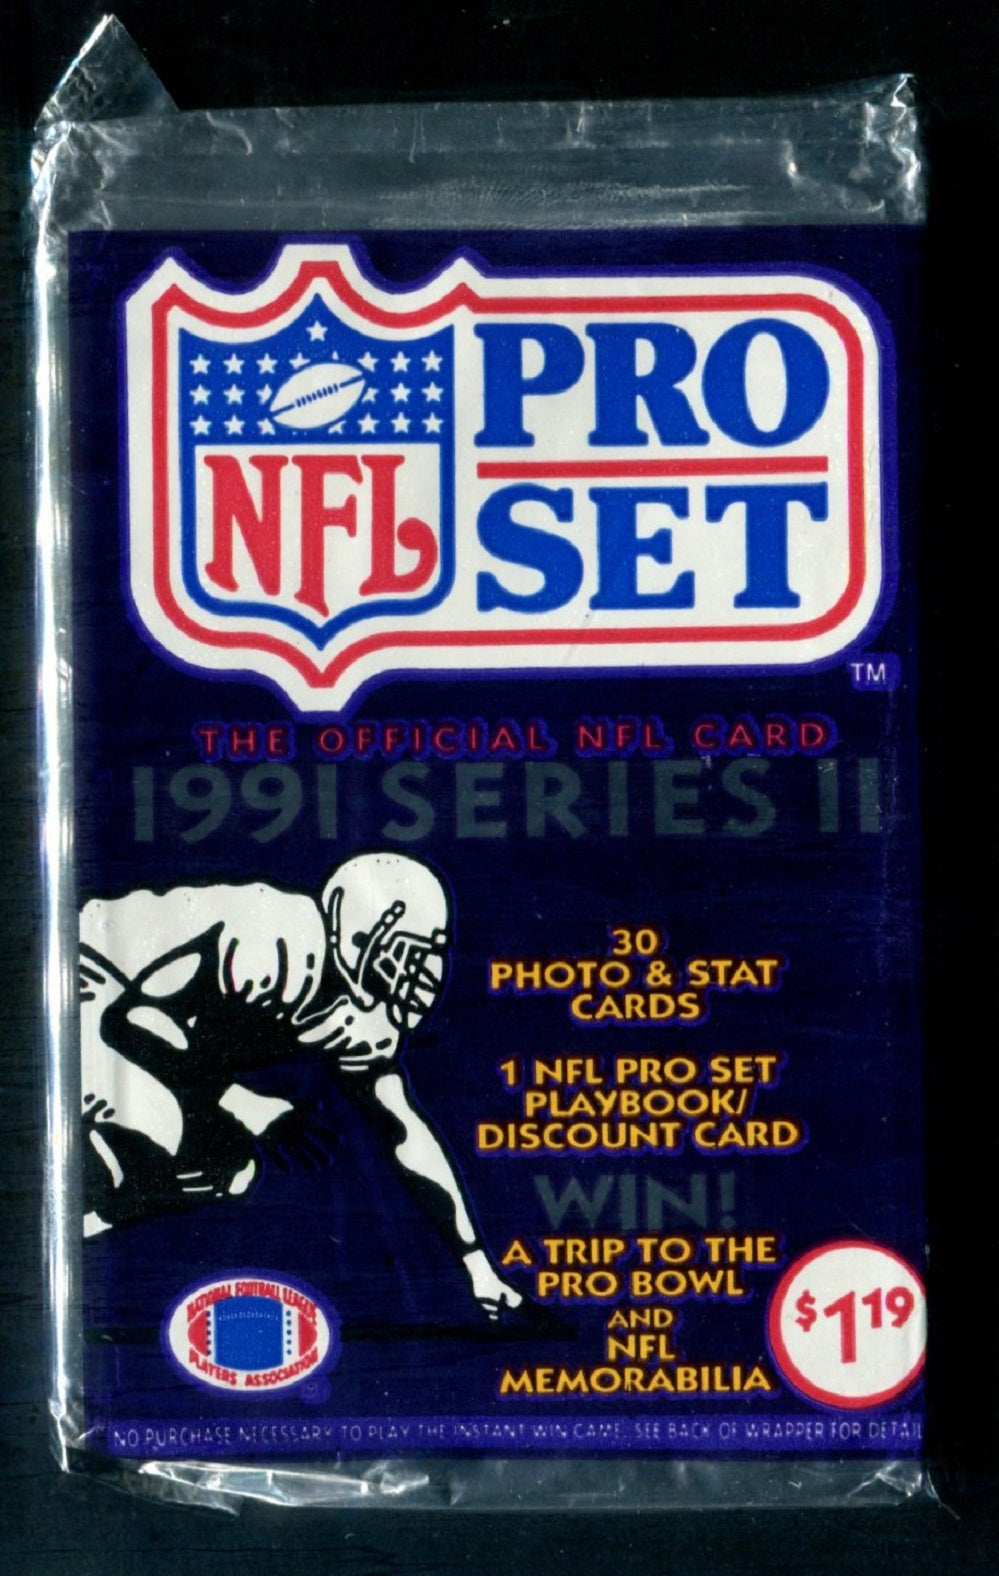 NFL
PRO
SET
TM
THE OFFICIAL NFL CARD
1991 SERIES II
30
PHOTO & STAT
CARDS
1 NFL PRO SET
PLAYBOOK/
DISCOUNT CARD
WIN!
A TRIP TO THE
PRO BOWL
AND
NFL
MEMORABILIA
$1 19
NATIONAL FOOTBALL LEAGUE
PLAYERS ASSOCIATION
®
NO PURCHASE NECESSARY TO PLAY THE INSTANT WIN GAME. SEE BACK OF WRAPPER FOR DETAIL